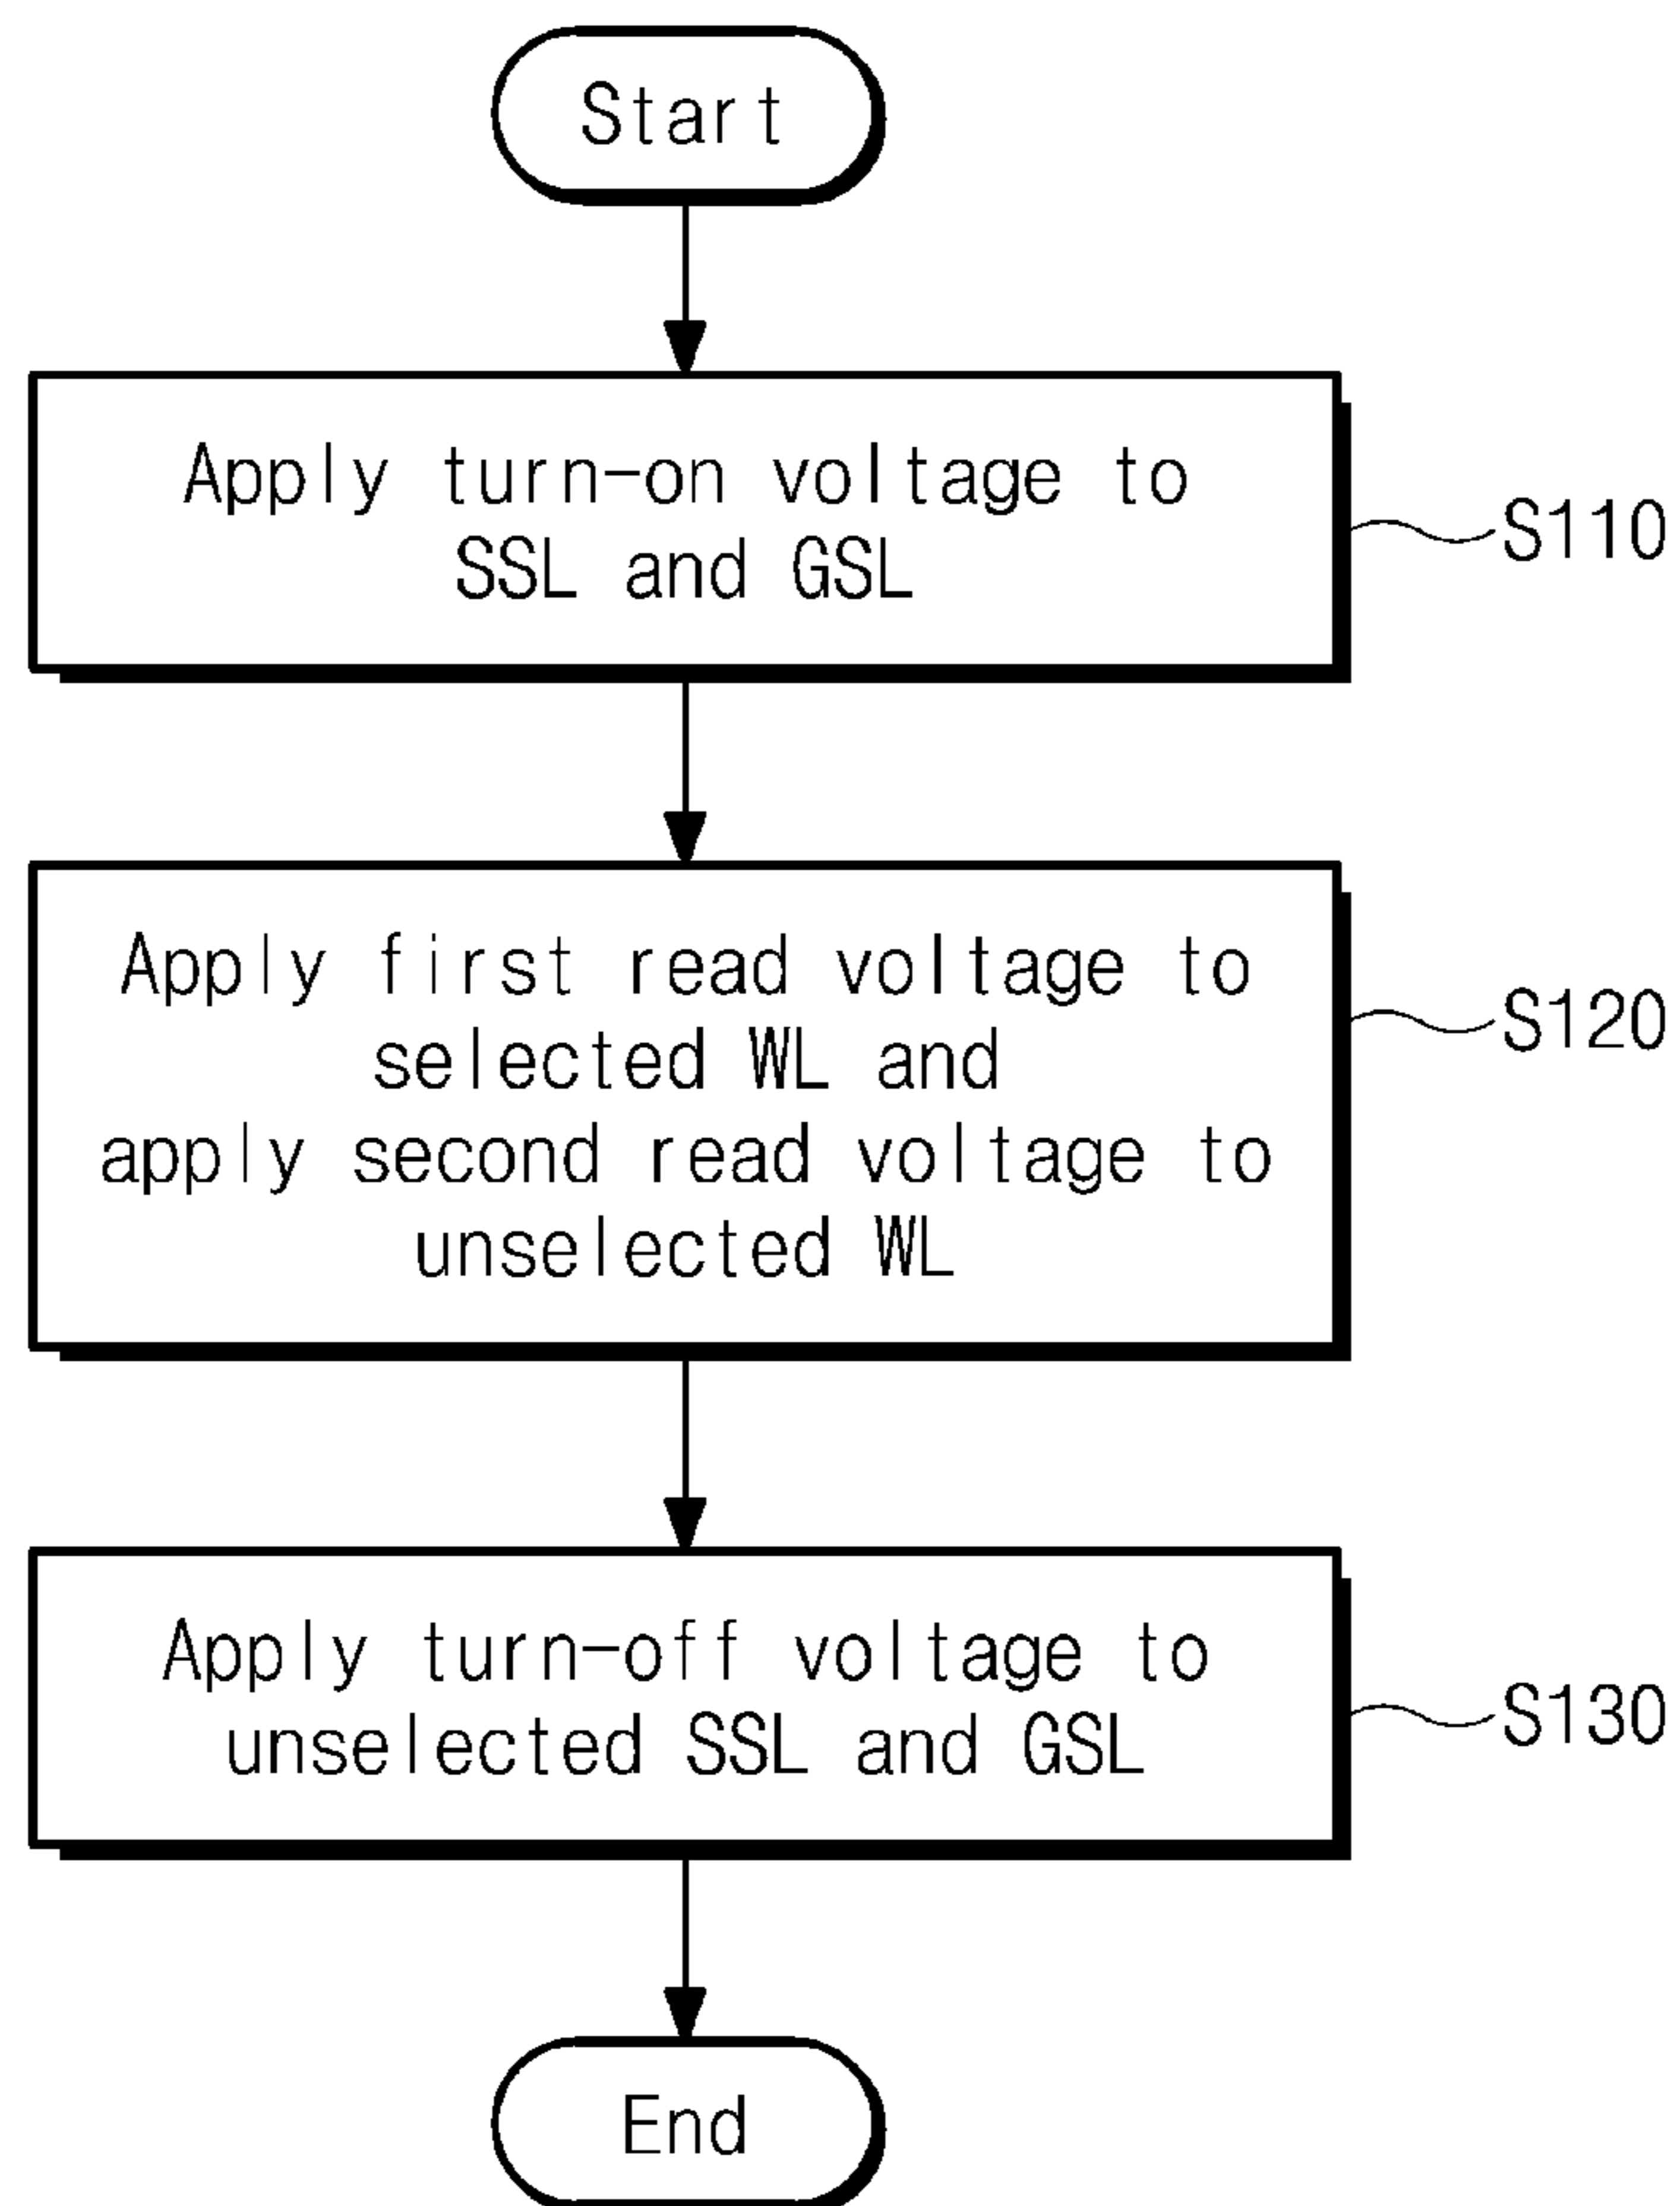 Start
Apply turn-on voltage to
SSL and GSL
S110
Apply first read voltage to
selected WL and
apply second read voltage to
unselected WL
S120
Apply turn-off voltage to
unselected SSL and GSL
S130
End